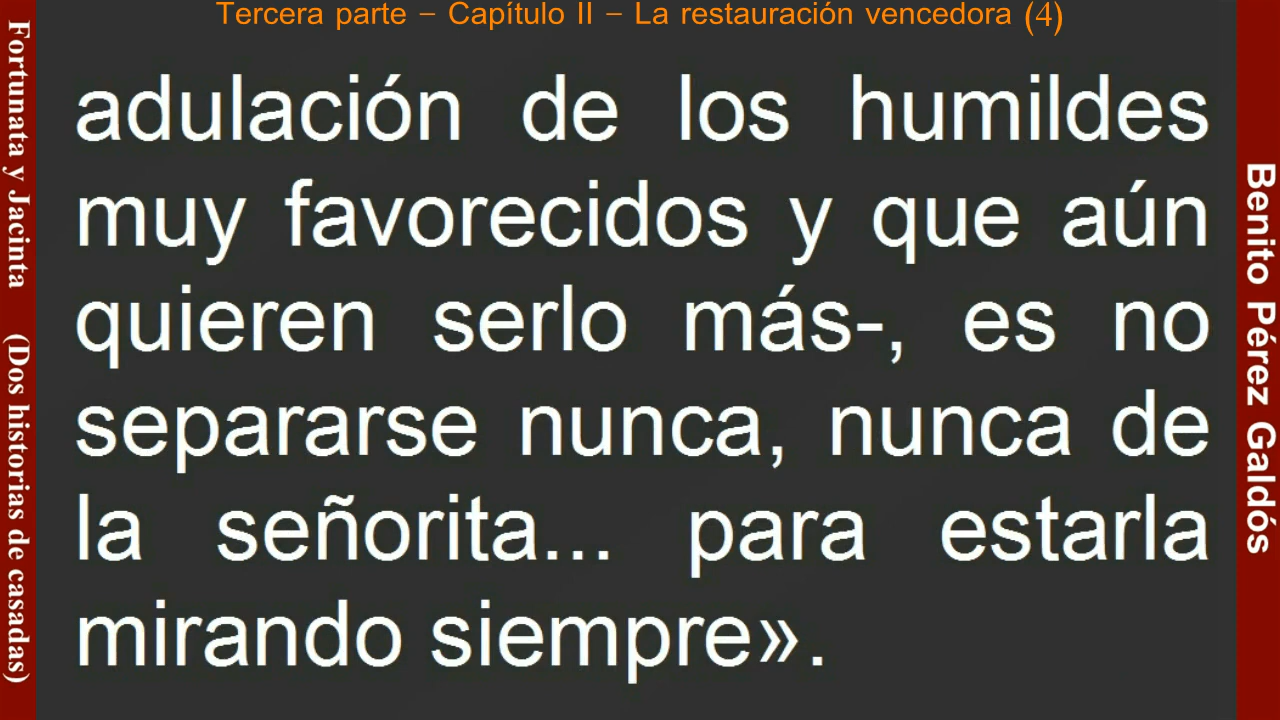 Tercera parte – Capítulo II – La restauración vencedora (4)
Fortunata y Jacinta (Dos historias de casadas)
adulación de los humildes
muy favorecidos y que aún
quieren serlo más-, es no
separarse nunca, nunca de
la señorita... para estarla
mirando siempre».
Benito Pérez Galdós